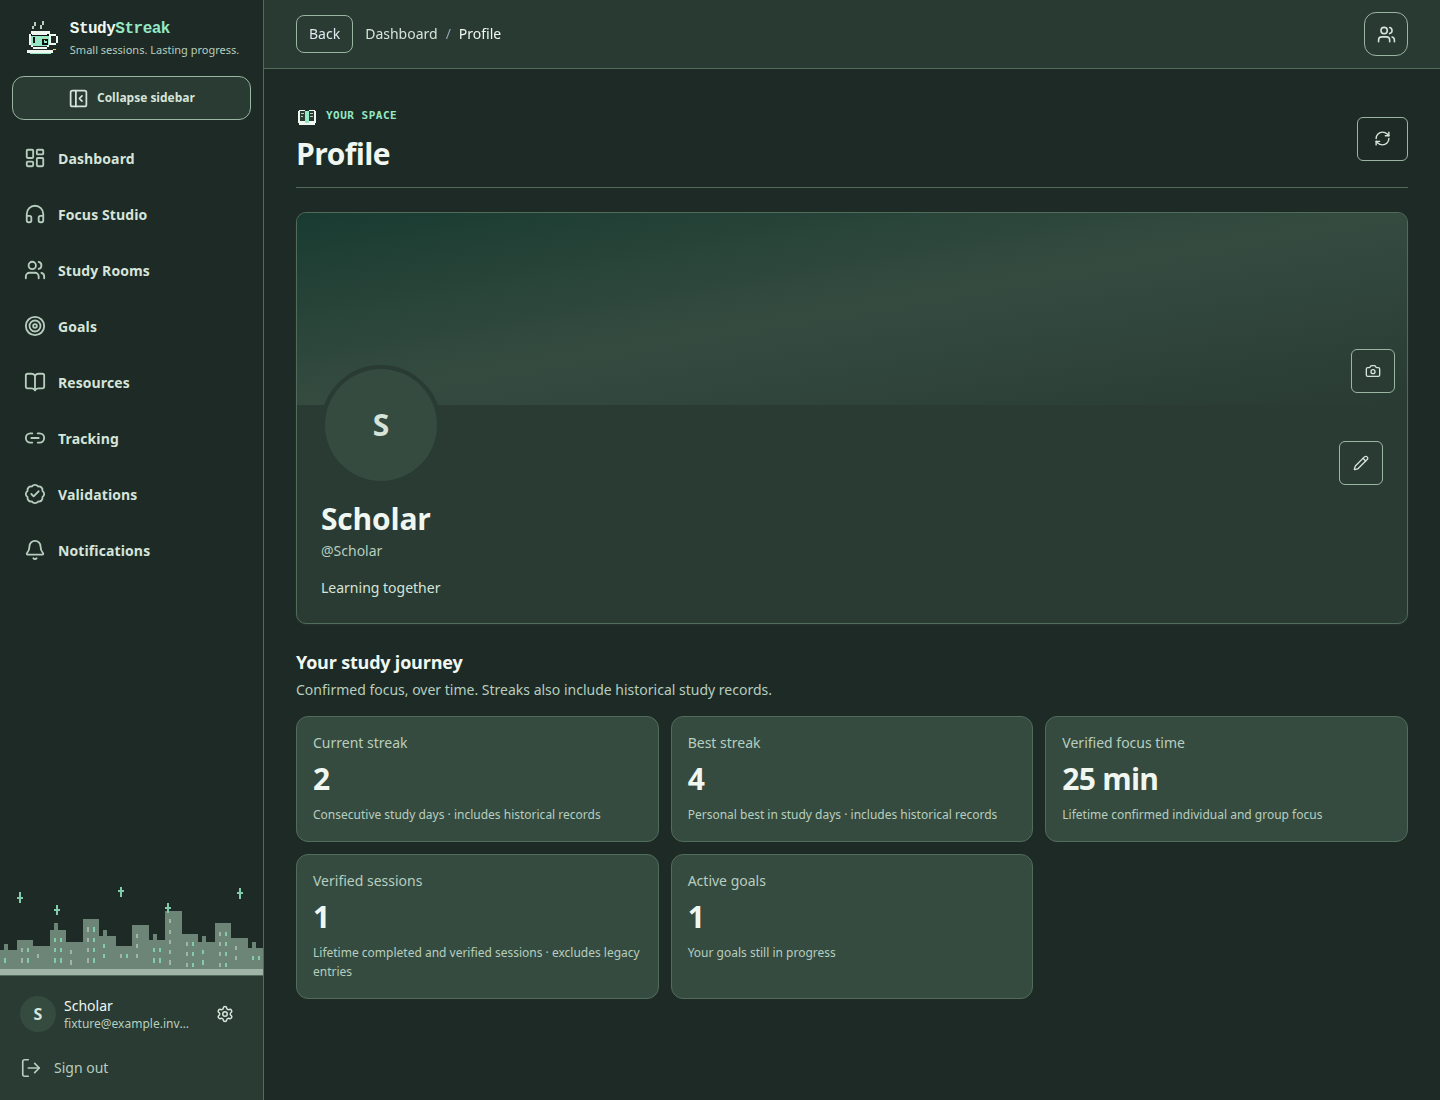 StudyStreak
Small sessions. Lasting progress.
Collapse sidebar
Dashboard
Focus Studio
Study Rooms
Goals
Resources
Tracking
Validations
Notifications
S
Scholar
fixture@example.inv...
Sign out
Back
Dashboard / Profile
YOUR SPACE
Profile
S
Scholar
@Scholar
Learning together
Your study journey
Confirmed focus, over time. Streaks also include historical study records.
Current streak
2
Consecutive study days · includes historical records
Best streak
4
Personal best in study days · includes historical records
Verified focus time
25 min
Lifetime confirmed individual and group focus
Verified sessions
1
Lifetime completed and verified sessions · excludes legacy
entries
Active goals
1
Your goals still in progress